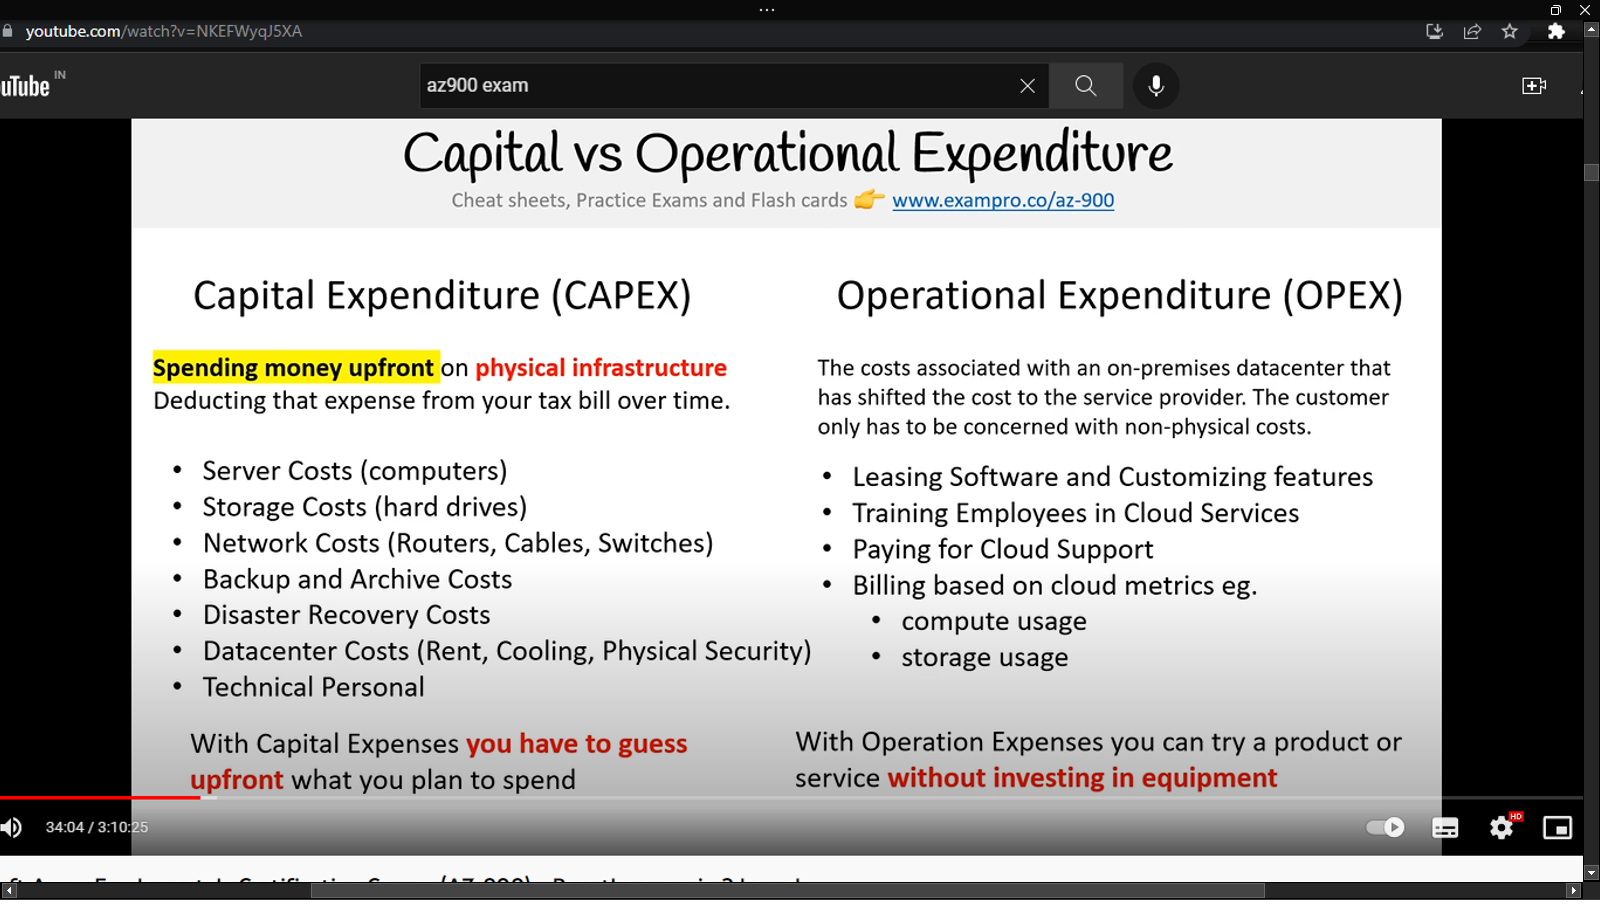 youtube.com/watch?v=NKEFWyqJ5XA
uTube IN
az900 exam
Capital vs Operational Expenditure
Cheat sheets, Practice Exams and Flash cards 👉 www.exampro.co/az-900
Capital Expenditure (CAPEX)
Spending money upfront on physical infrastructure
Deducting that expense from your tax bill over time.
• Server Costs (computers)
• Storage Costs (hard drives)
• Network Costs (Routers, Cables, Switches)
• Backup and Archive Costs
• Disaster Recovery Costs
• Datacenter Costs (Rent, Cooling, Physical Security)
• Technical Personal
With Capital Expenses you have to guess
upfront what you plan to spend
Operational Expenditure (OPEX)
The costs associated with an on-premises datacenter that
has shifted the cost to the service provider. The customer
only has to be concerned with non-physical costs.
• Leasing Software and Customizing features
• Training Employees in Cloud Services
• Paying for Cloud Support
• Billing based on cloud metrics eg.
• compute usage
• storage usage
With Operation Expenses you can try a product or
service without investing in equipment
34:04 / 3:10:25
HD